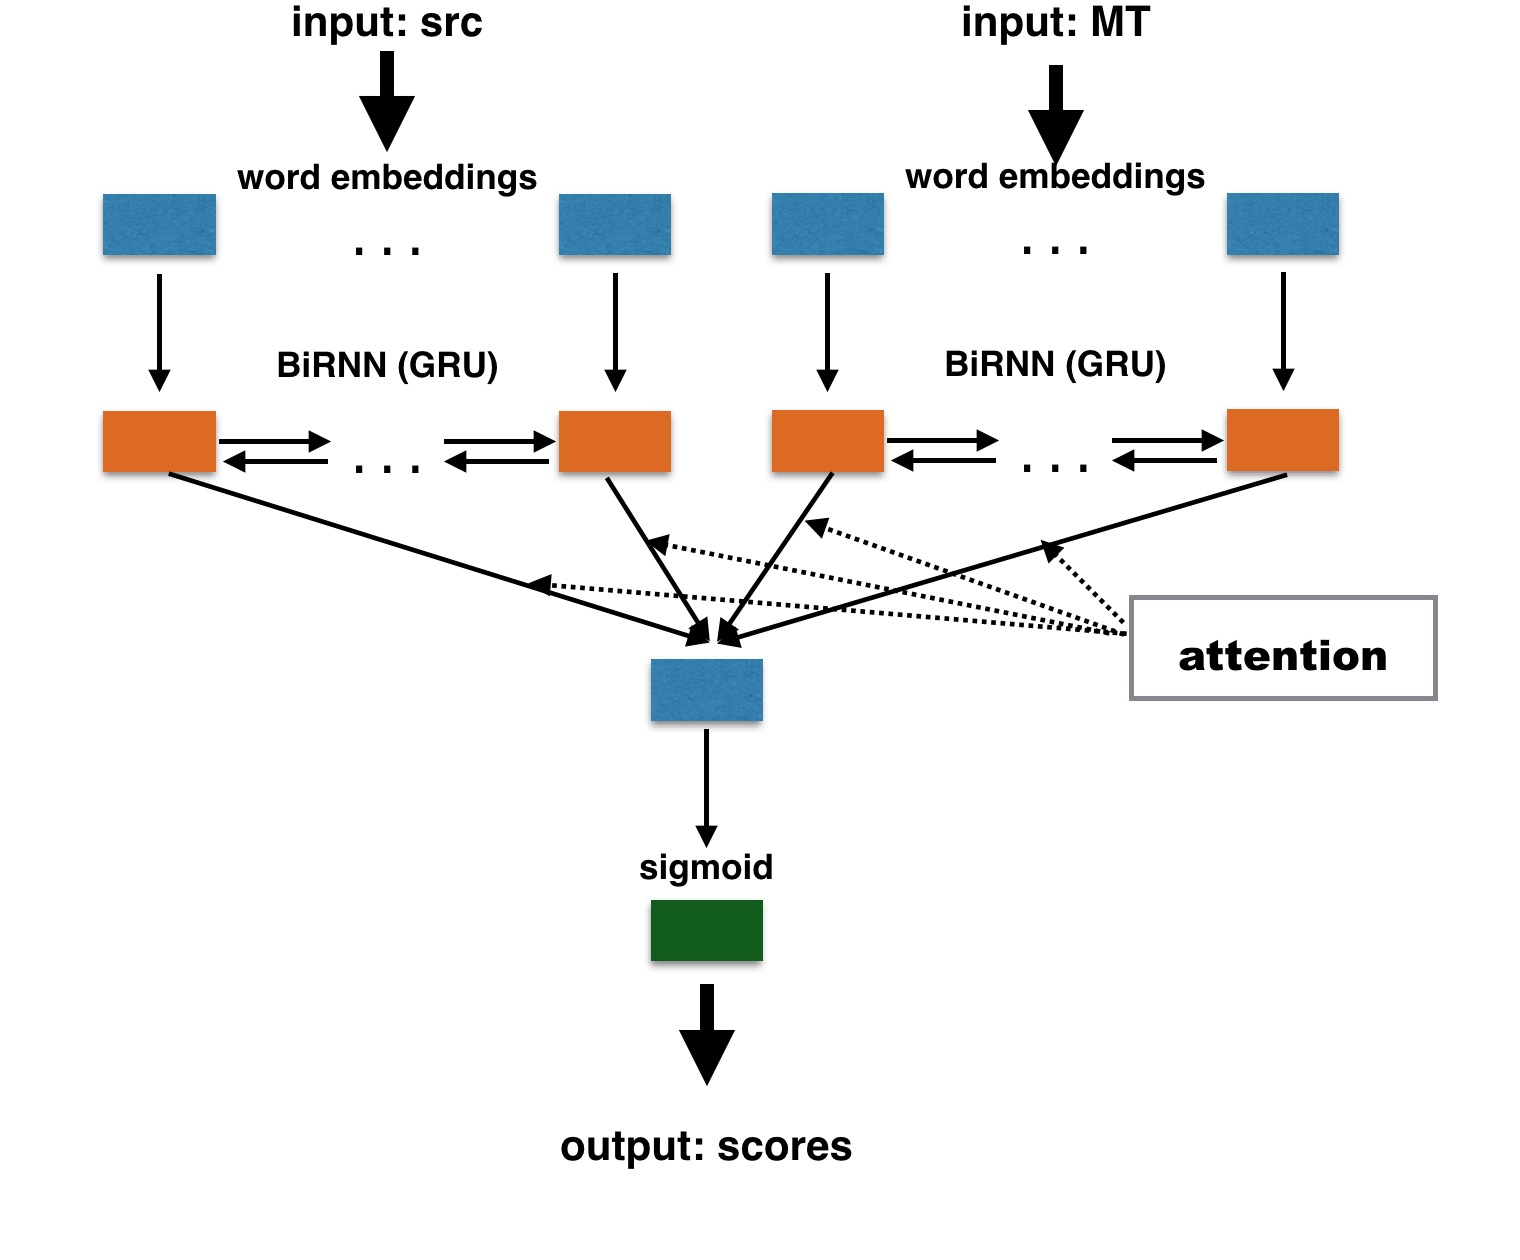 input: src
input: MT
word embeddings
word embeddings
. . .
. . .
BiRNN (GRU)
BiRNN (GRU)
. . .
. . .
attention
sigmoid
output: scores